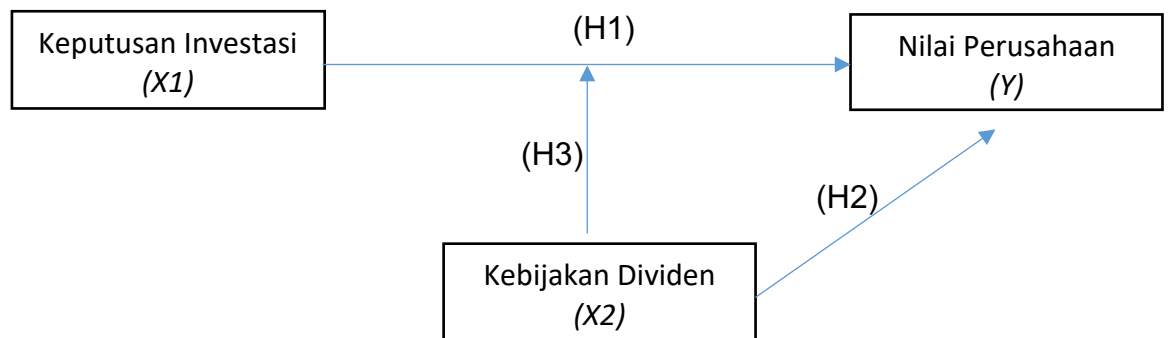 Keputusan Investasi
(X1)
(H1)
Nilai Perusahaan
(Y)
(H3)
(H2)
Kebijakan Dividen
(X2)